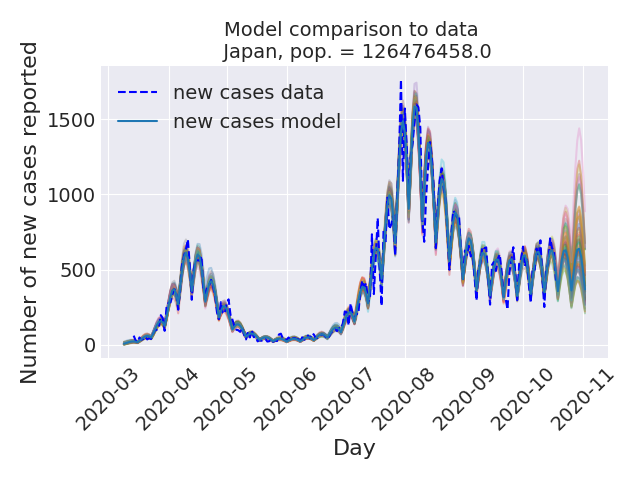 Model comparison to data
Japan, pop. = 126476458.0
new cases data
new cases model
Number of new cases reported
1500
1000
500
0
2020-03
2020-04
2020-05
2020-06
2020-07
2020-08
2020-09
2020-10
2020-11
Day